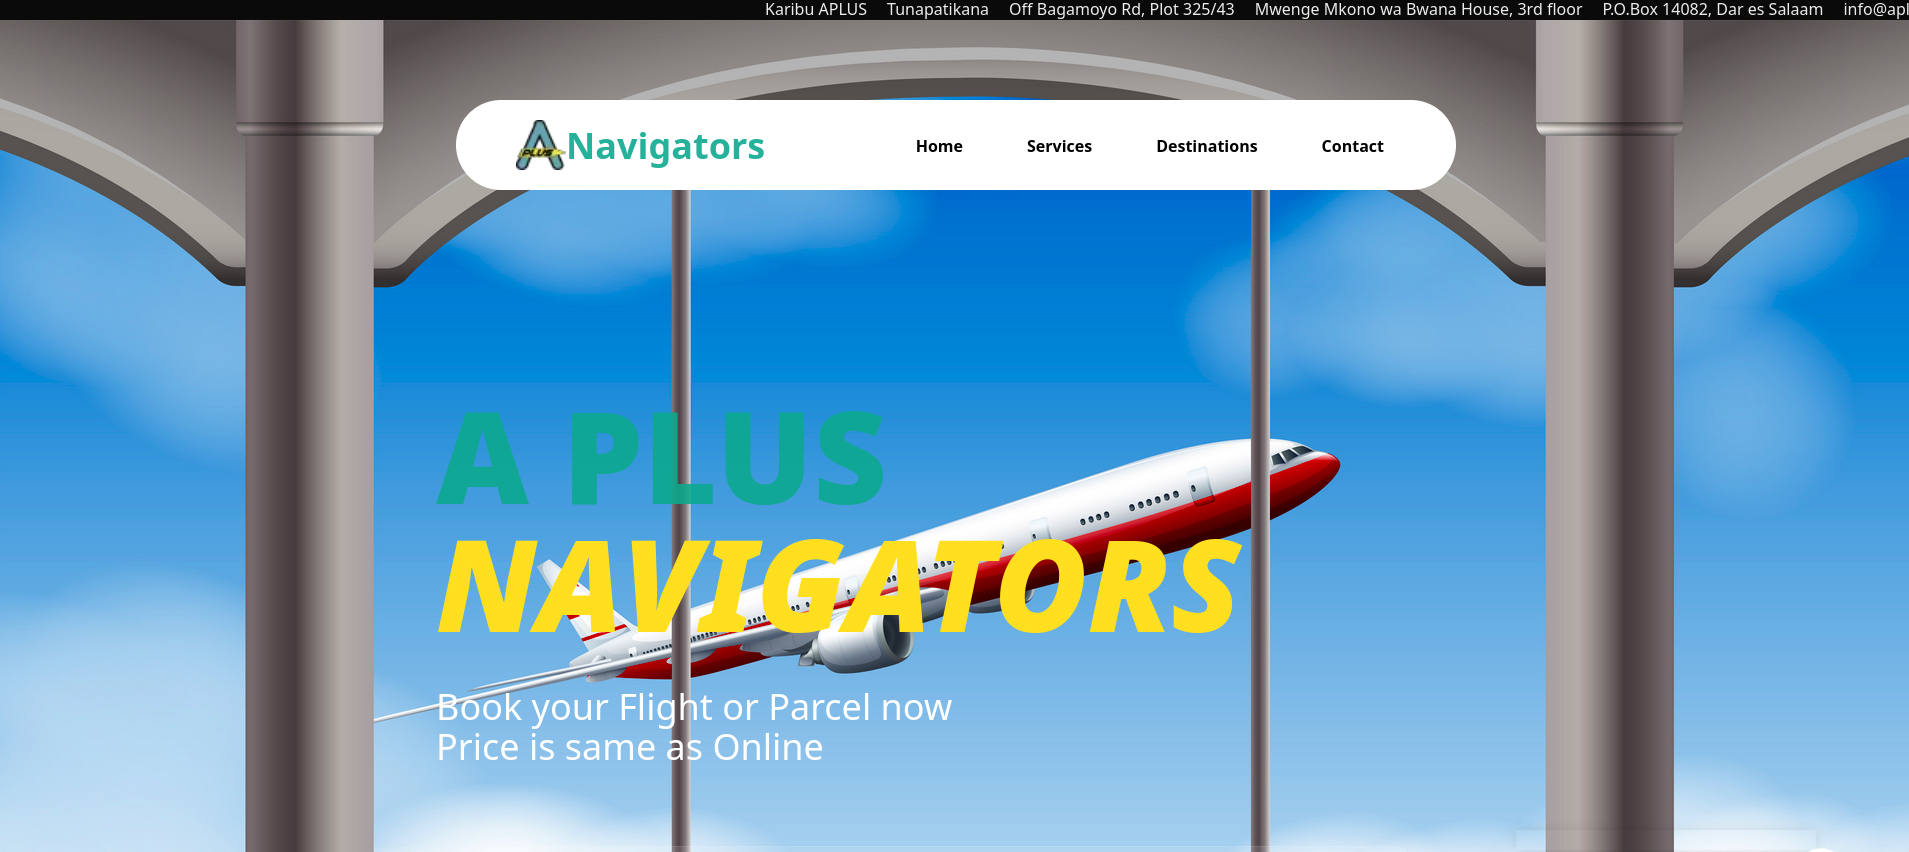 Karibu APLUS Tunapatikana Off Bagamoyo Rd, Plot 325/43 Mwenge Mkono wa Bwana House, 3rd floor P.O.Box 14082, Dar es Salaam info@apl
A PLUS Navigators Home Services Destinations Contact
A PLUS
NAVIGATORS
Book your Flight or Parcel now
Price is same as Online